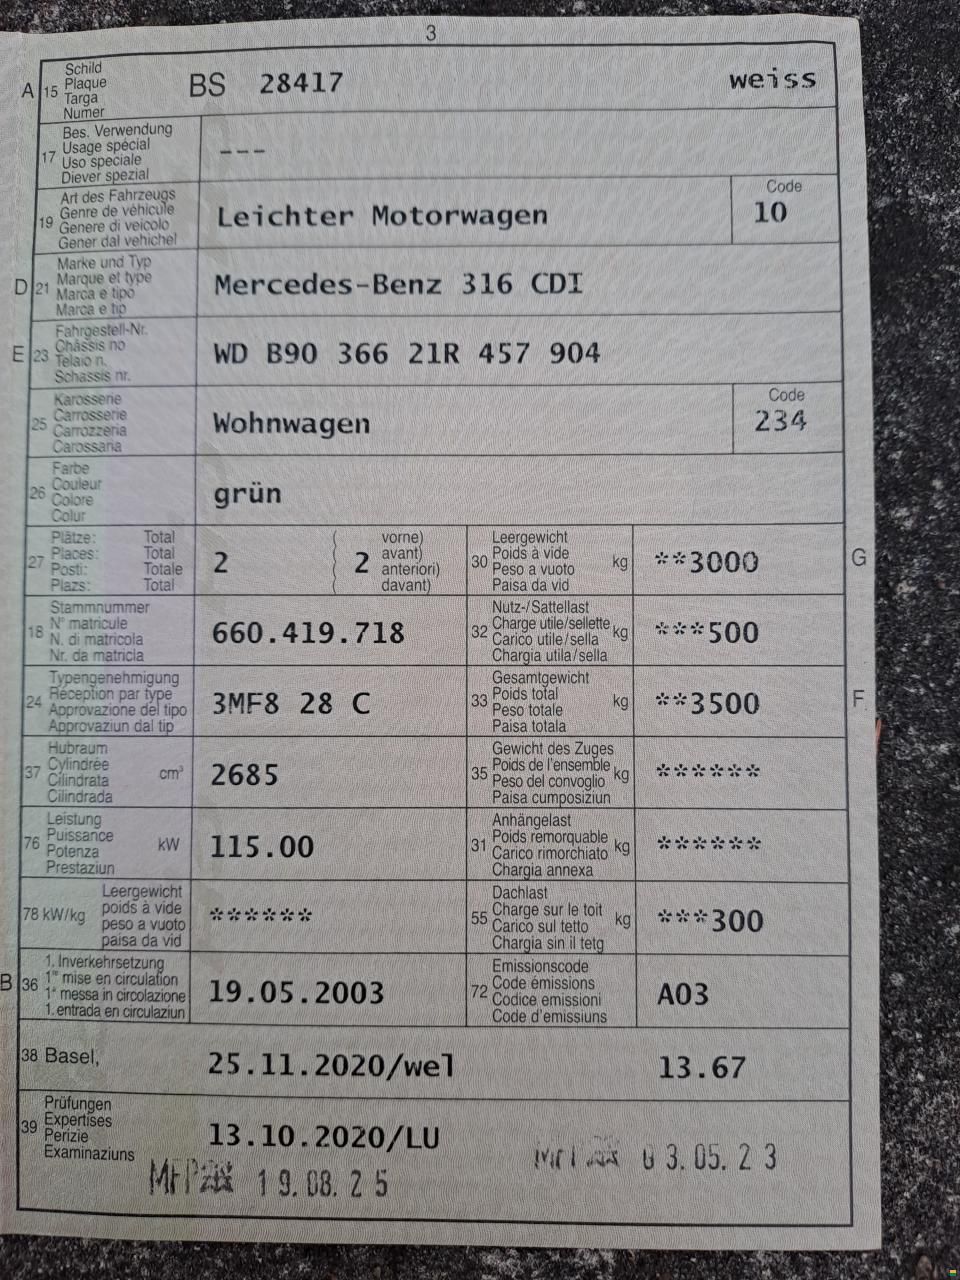 3
A 15 Schild
Plaque
Targa
Numer
BS 28417 weiss
17 Bes. Verwendung
Usage spécial
Uso speciale
Diever spezial
---
19 Art des Fahrzeugs
Genre de véhicule
Genere di veicolo
Gener dal vehichel
Leichter Motorwagen
Code
10
D 21 Marke und Typ
Marque et type
Marca e tipo
Marca e tip
Mercedes-Benz 316 CDI
E 23 Fahrgestell-Nr.
Châssis no
Telaio n.
Schassis nr.
WD B90 366 21R 457 904
25 Karosserie
Carrosserie
Carrozzeria
Carossaria
Wohnwagen
Code
234
26 Farbe
Couleur
Colore
Colur
grün
27 Plätze: Total
Places: Total
Posti: Totale
Plazs: Total
2 ( 2 vorne)
avant)
anteriori)
davant)
30 Leergewicht
Poids à vide
Peso a vuoto
Paisa da vid
kg
**3000
G
18 Stammnummer
N° matricule
N. di matricola
Nr. da matricla
660.419.718
32 Nutz-/Sattellast
Charge utile/sellette
Carico utile/sella
Chargia utila/sella
kg
***500
24 Typengenehmigung
Réception par type
Approvazione del tipo
Approvaziun dal tip
3MF8 28 C
33 Gesamtgewicht
Poids total
Peso totale
Paisa totala
kg
**3500
F
37 Hubraum
Cylindrée
Cilindrata
Cilindrada
cm³
2685
35 Gewicht des Zuges
Poids de l'ensemble
Peso del convoglio
Paisa cumposiziun
kg
******
76 Leistung
Puissance
Potenza
Prestaziun
kW
115.00
31 Anhängelast
Poids remorquable
Carico rimorchiato
Chargia annexa
kg
******
78 kW/kg Leergewicht
poids à vide
peso a vuoto
paisa da vid
******
55 Dachlast
Charge sur le toit
Carico sul tetto
Chargia sin il tetg
kg
***300
B 36 1. Inverkehrsetzung
1re mise en circulation
1a messa in circolazione
1. entrada en circulaziun
19.05.2003
72 Emissionscode
Code émissions
Codice emissioni
Code d'emissiuns
A03
38 Basel, 25.11.2020/wel 13.67
39 Prüfungen
Expertises
Perizie
Examinaziuns
13.10.2020/LU
03.05.23
19.08.25